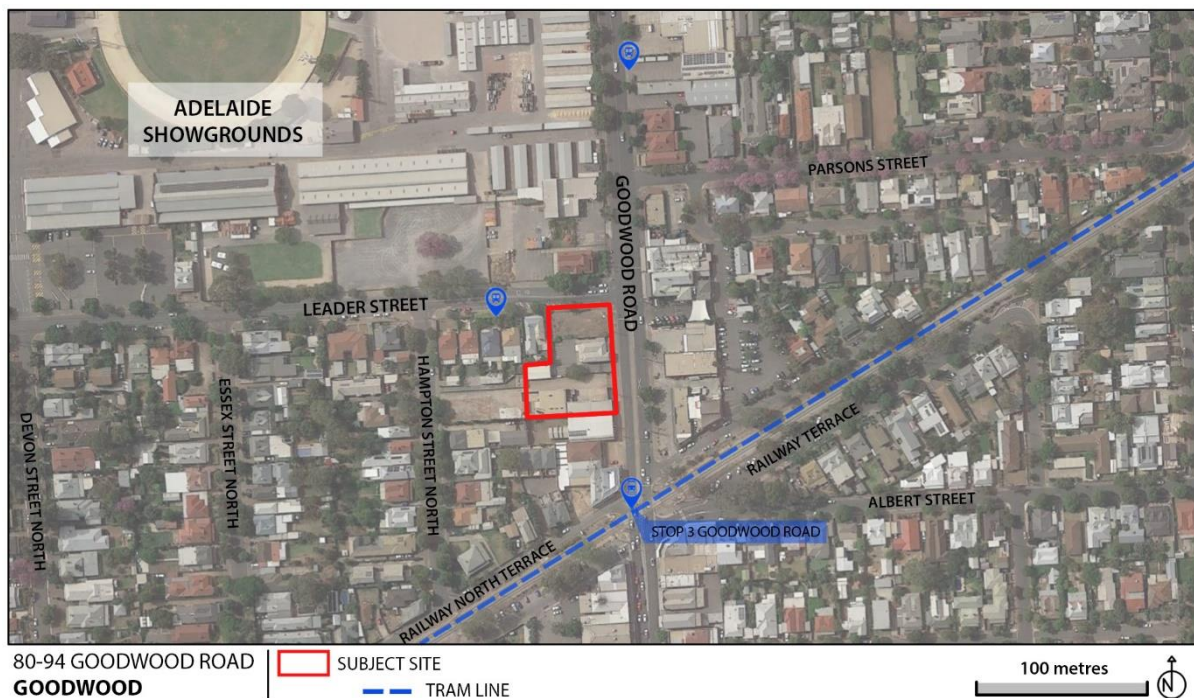 ADELAIDE
SHOWGROUNDS
PARSONS STREET
GOODWOOD ROAD
LEADER STREET
HAMPTON STREET NORTH
ESSEX STREET NORTH
DEVON STREET NORTH
RAILWAY TERRACE
ALBERT STREET
STOP 3 GOODWOOD ROAD
RAILWAY NORTH TERRACE
80-94 GOODWOOD ROAD
GOODWOOD
SUBJECT SITE
TRAM LINE
100 metres
N